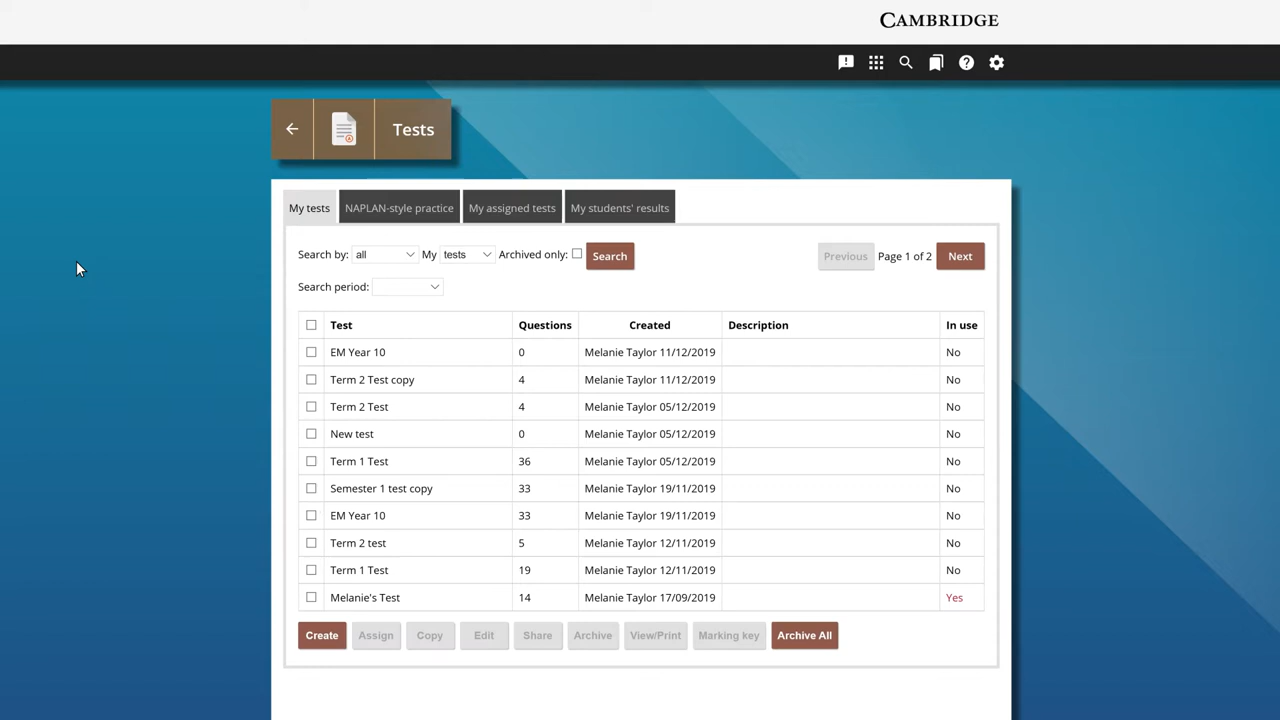 CAMBRIDGE
Tests
My tests NAPLAN-style practice My assigned tests My students' results
Search by: all My tests Archived only: Search Previous Page 1 of 2 Next
Search period:
Test Questions Created Description In use
EM Year 10 0 Melanie Taylor 11/12/2019 No
Term 2 Test copy 4 Melanie Taylor 11/12/2019 No
Term 2 Test 4 Melanie Taylor 05/12/2019 No
New test 0 Melanie Taylor 05/12/2019 No
Term 1 Test 36 Melanie Taylor 05/12/2019 No
Semester 1 test copy 33 Melanie Taylor 19/11/2019 No
EM Year 10 33 Melanie Taylor 19/11/2019 No
Term 2 test 5 Melanie Taylor 12/11/2019 No
Term 1 Test 19 Melanie Taylor 12/11/2019 No
Melanie's Test 14 Melanie Taylor 17/09/2019 Yes
Create Assign Copy Edit Share Archive View/Print Marking key Archive All